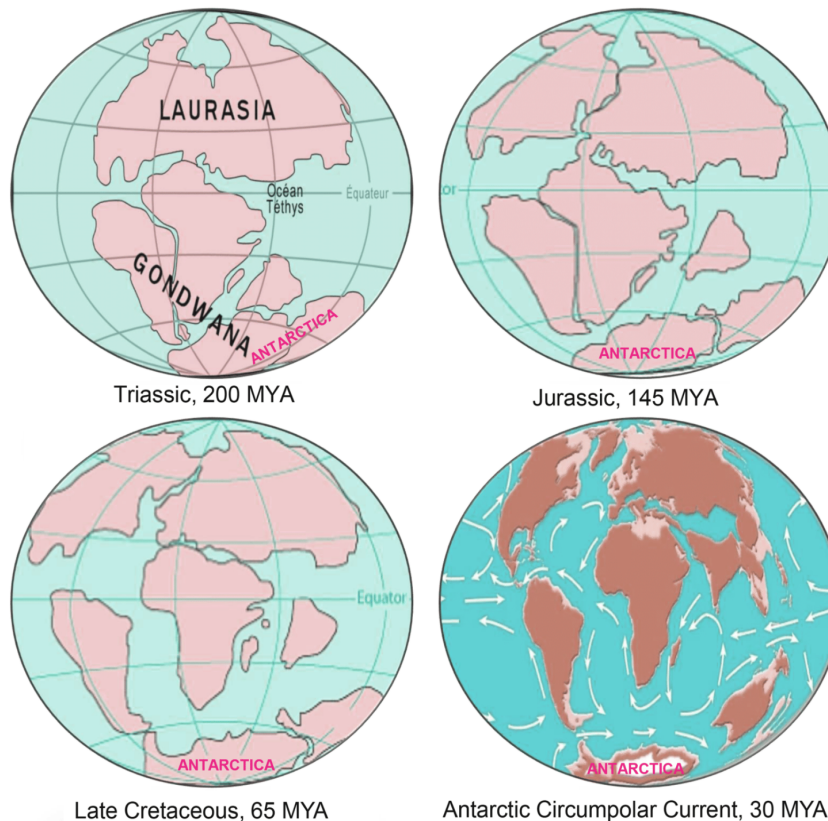 LAURASIA
Océan
Téthys
Équateur
GONDWANA
ANTARCTICA
Triassic, 200 MYA
or
ANTARCTICA
Jurassic, 145 MYA
Equator
ANTARCTICA
Late Cretaceous, 65 MYA
ANTARCTICA
Antarctic Circumpolar Current, 30 MYA